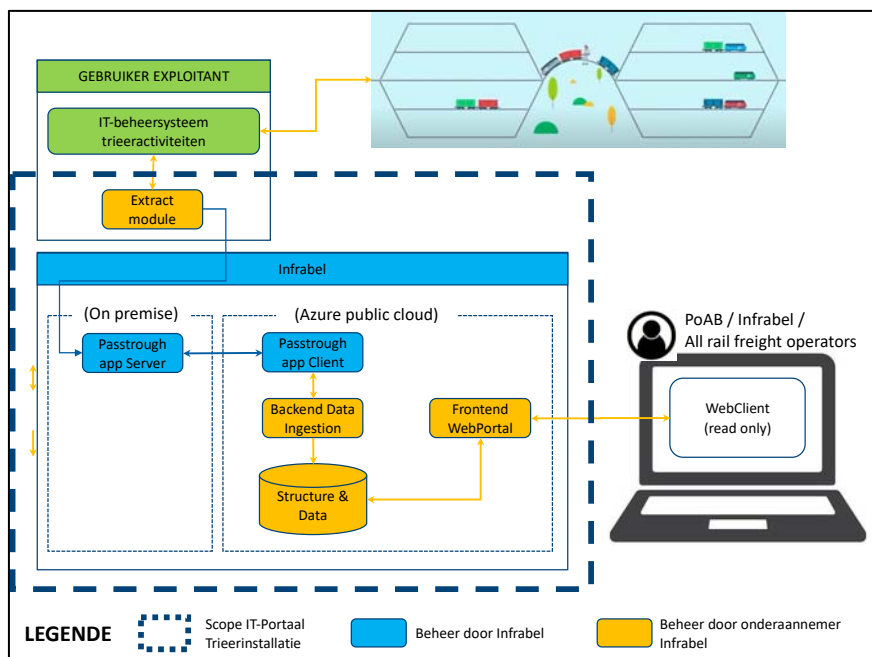 GEBRUIKER EXPLOITANT
IT-beheersysteem
trieeractiviteiten
Extract
module
Infrabel
(On premise)
(Azure public cloud)
Passtrough
app Server
Passtrough
app Client
Backend Data
Ingestion
Frontend
WebPortal
Structure &
Data
PoAB / Infrabel /
All rail freight operators
WebClient
(read only)
LEGENDE
Scope IT-Portaal
Trieerinstallatie
Beheer door Infrabel
Beheer door onderaannemer
Infrabel